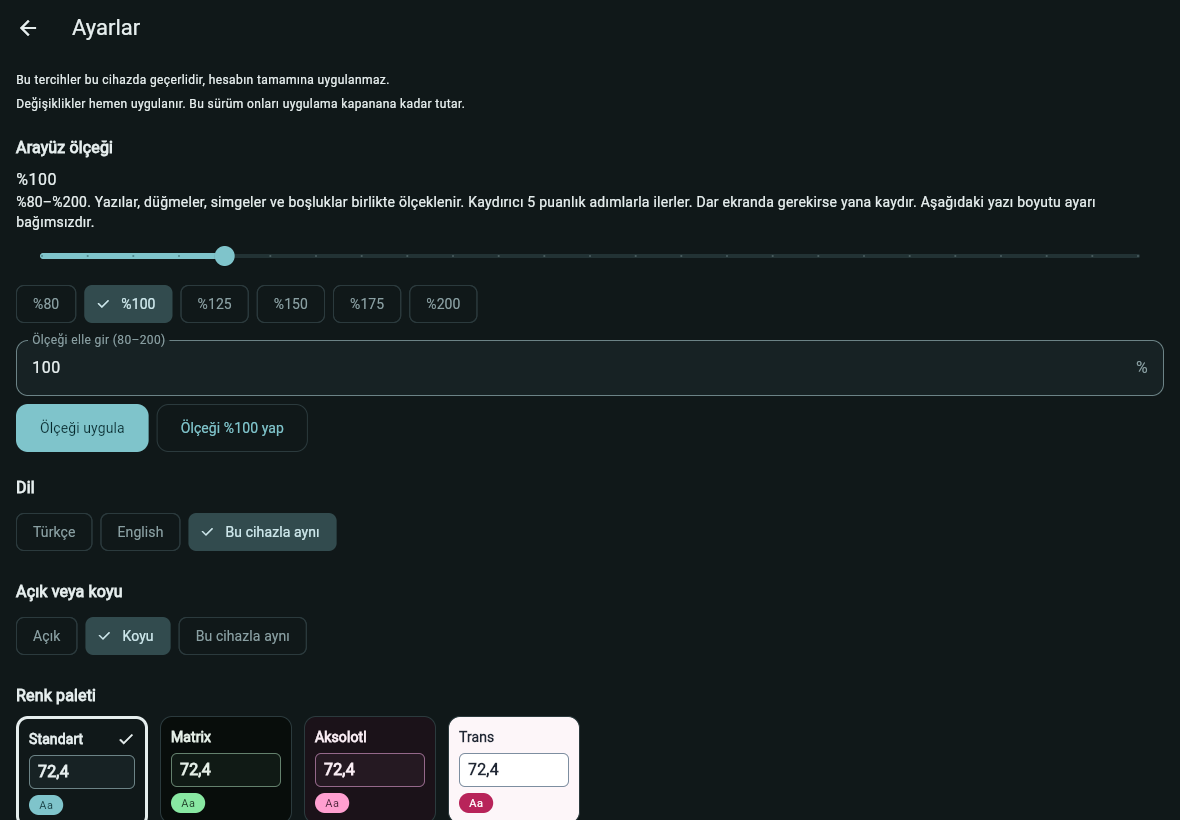 Ayarlar
Bu tercihler bu cihazda geçerlidir, hesabın tamamına uygulanmaz.
Değişiklikler hemen uygulanır. Bu sürüm onları uygulama kapanana kadar tutar.
Arayüz ölçeği
%100
%80–%200. Yazılar, düğmeler, simgeler ve boşluklar birlikte ölçeklenir. Kaydırıcı 5 puanlık adımlarla ilerler. Dar ekranda gerekirse yana kaydır. Aşağıdaki yazı boyutu ayarı
bağımsızdır.
%80 %100 %125 %150 %175 %200
Ölçeği elle gir (80–200)
100 %
Ölçeği uygula Ölçeği %100 yap
Dil
Türkçe English Bu cihazla aynı
Açık veya koyu
Açık Koyu Bu cihazla aynı
Renk paleti
Standart Matrix Aksolotl Trans
72,4 72,4 72,4 72,4
Aa Aa Aa Aa